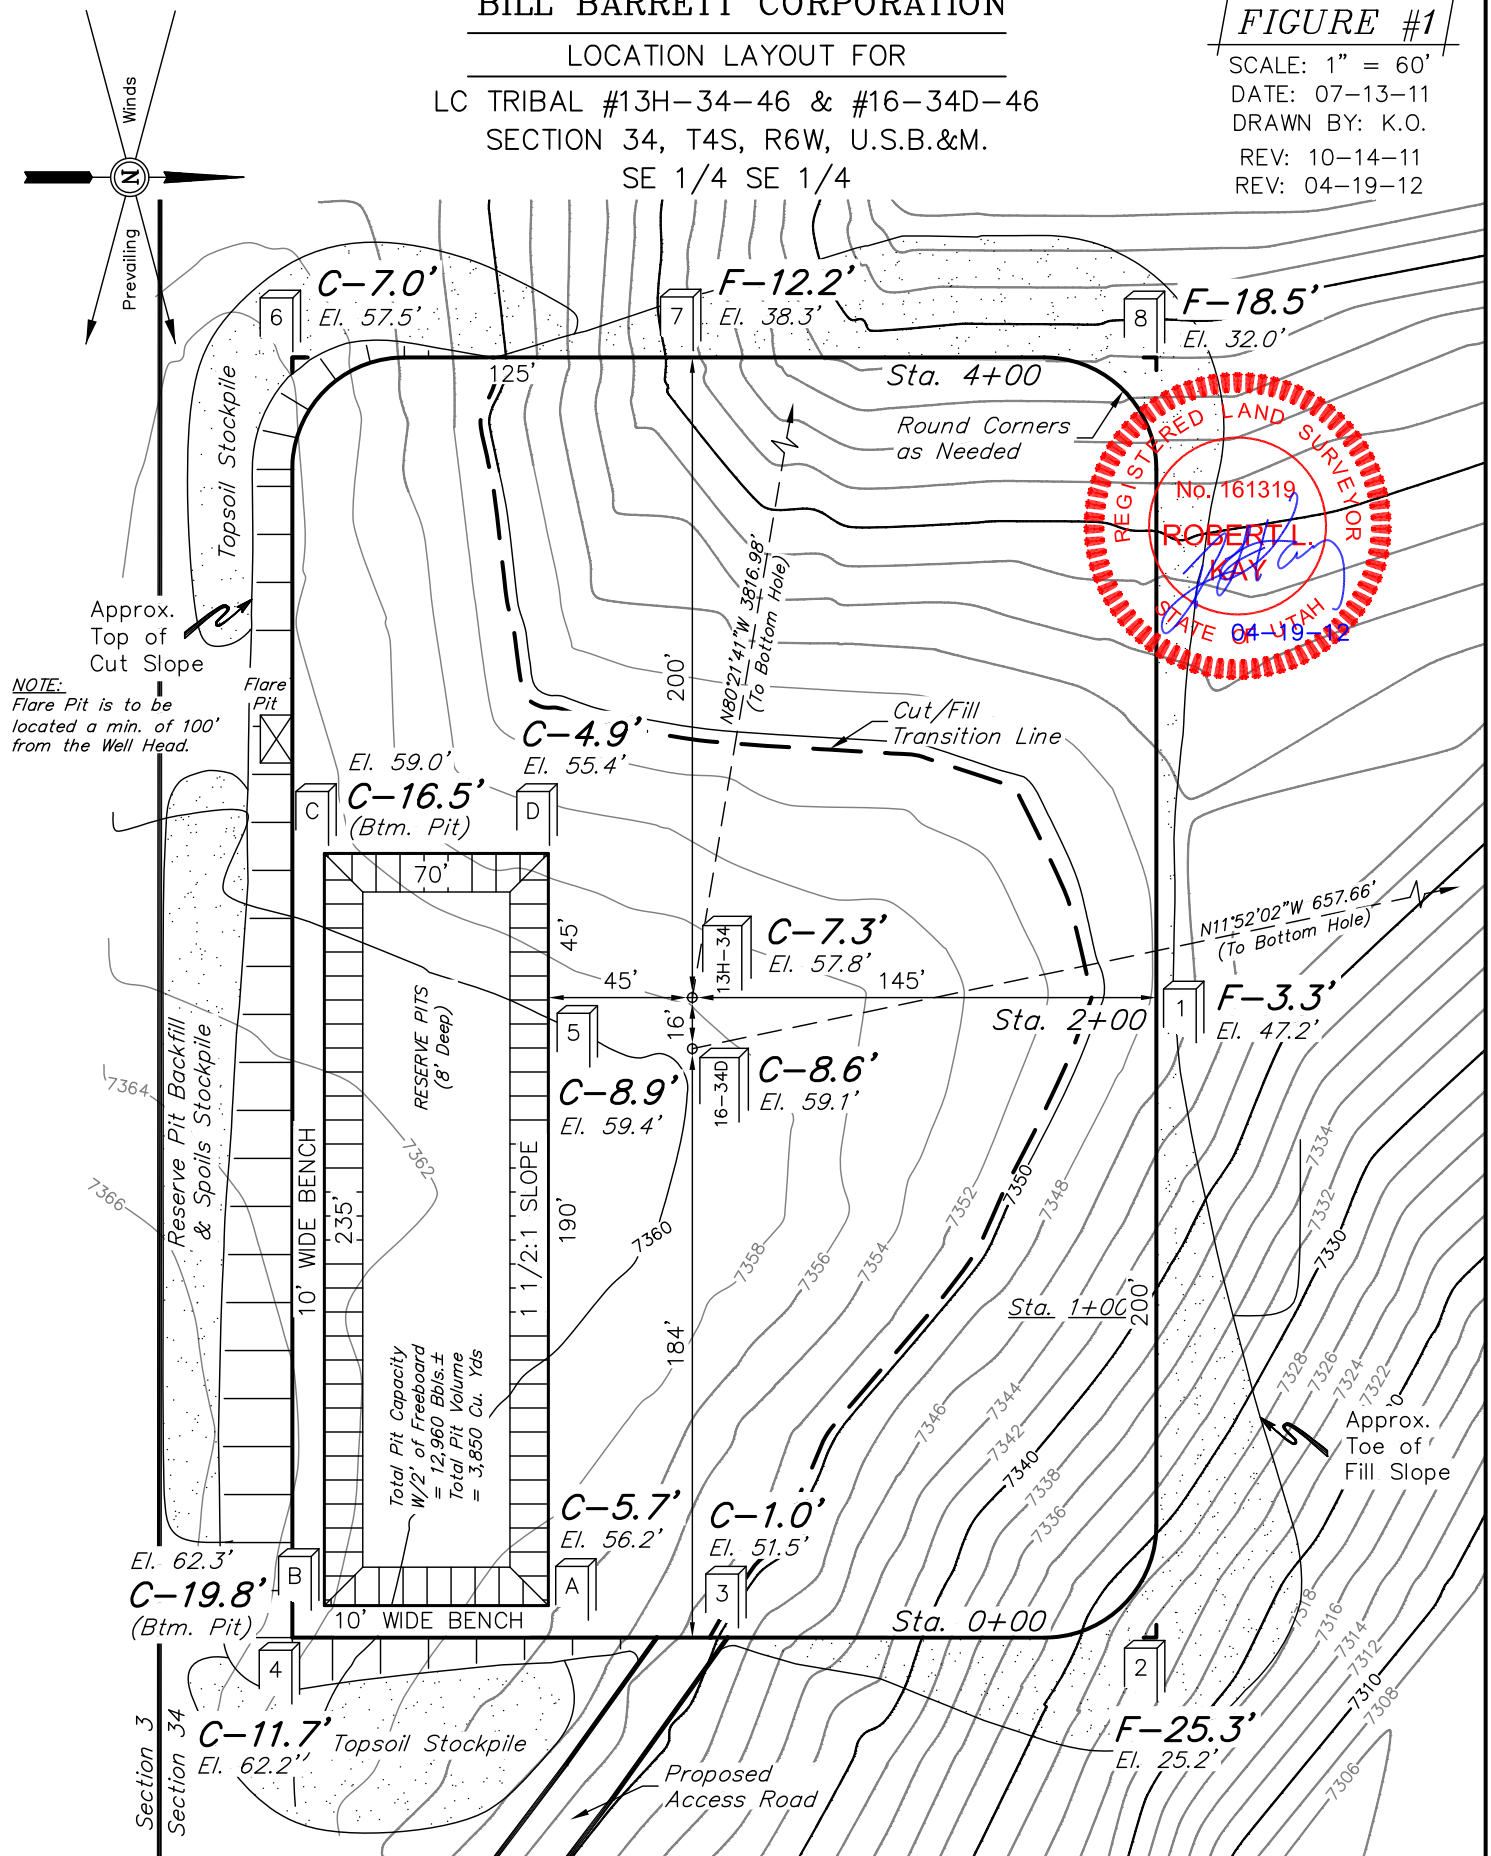 BILL BARRETT CORPORATION
LOCATION LAYOUT FOR
LC TRIBAL #13H-34-46 & #16-34D-46
SECTION 34, T4S, R6W, U.S.B.&M.
SE 1/4 SE 1/4
FIGURE #1
SCALE: 1" = 60'
DATE: 07-13-11
DRAWN BY: K.O.
REV: 10-14-11
REV: 04-19-12
Winds
N
Prevailing
6
C-7.0'
El. 57.5'
7
F-12.2'
El. 38.3'
8
F-18.5'
El. 32.0'
125'
Sta. 4+00
Round Corners
as Needed
REGISTERED LAND SURVEYOR
No. 161319
ROBERT L.
KAY
STATE OF UTAH
04-19-12
Topsoil Stockpile
Approx.
Top of
Cut Slope
NOTE:
Flare Pit is to be
located a min. of 100'
from the Well Head.
Flare
Pit
200'
N80°21'41"W 3816.98'
(To Bottom Hole)
Cut/Fill
Transition Line
C-4.9'
El. 55.4'
El. 59.0'
C-16.5'
(Btm. Pit)
C
D
70'
45'
RESERVE PITS
(8' Deep)
13H-34
C-7.3'
El. 57.8'
N11°52'02"W 657.66'
(To Bottom Hole)
45'
145'
16'
Sta. 2+00
1
F-3.3'
El. 47.2'
5
C-8.9'
El. 59.4'
16-34D
C-8.6'
El. 59.1'
Reserve Pit Backfill
& Spoils Stockpile
7364
7366
7362
10' WIDE BENCH
235'
1 1/2:1 SLOPE
190'
7360
7358
7356
7354
7352
7350
7348
7334
7332
7330
Sta. 1+00
200'
184'
Total Pit Capacity
W/2' of Freeboard
= 12,960 Bbls.±
Total Pit Volume
= 3,850 Cu. Yds
7346
7344
7342
7340
7338
7336
7328
7326
7324
7322
Approx.
Toe of
Fill Slope
C-5.7'
El. 56.2'
C-1.0'
El. 51.5'
El. 62.3'
C-19.8'
(Btm. Pit)
B
A
3
10' WIDE BENCH
Sta. 0+00
4
C-11.7'
El. 62.2'
Topsoil Stockpile
2
F-25.3'
El. 25.2'
7318
7316
7314
7312
7310
7308
7306
Proposed
Access Road
Section 3
Section 34